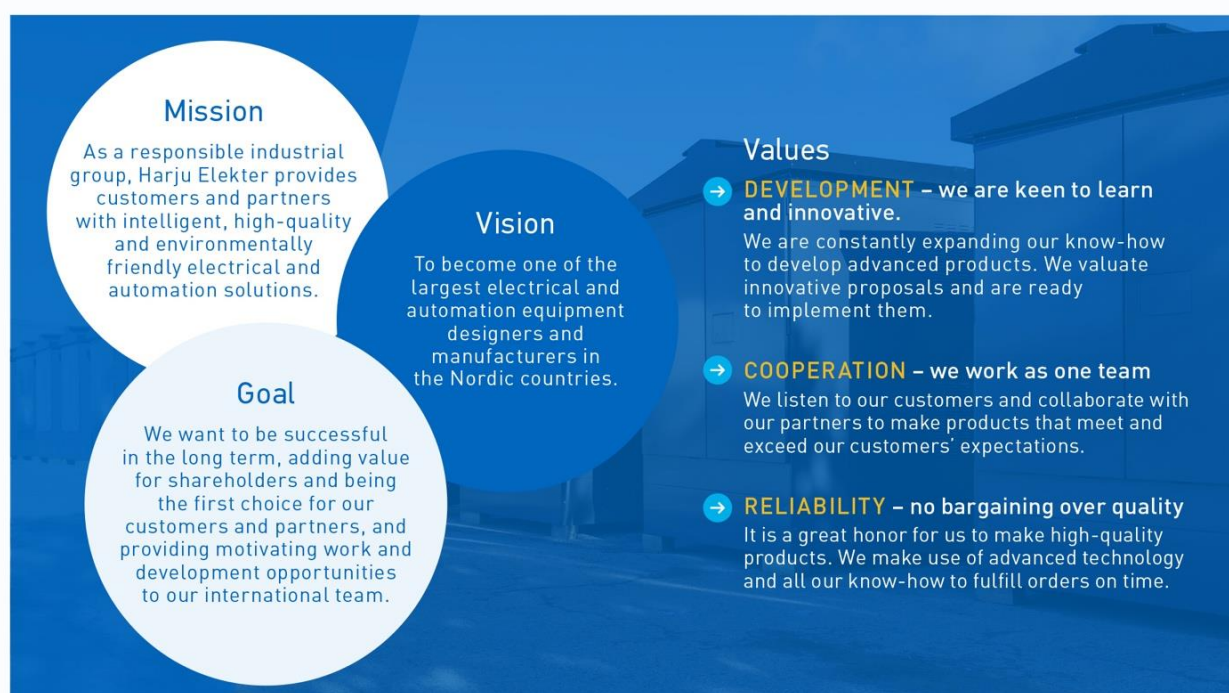 Mission
As a responsible industrial
group, Harju Elekter provides
customers and partners
with intelligent, high-quality
and environmentally
friendly electrical and
automation solutions.
Vision
To become one of the
largest electrical and
automation equipment
designers and
manufacturers in
the Nordic countries.
Goal
We want to be successful
in the long term, adding value
for shareholders and being
the first choice for our
customers and partners, and
providing motivating work and
development opportunities
to our international team.
Values
DEVELOPMENT – we are keen to learn
and innovative.
We are constantly expanding our know-how
to develop advanced products. We valuate
innovative proposals and are ready
to implement them.
COOPERATION – we work as one team
We listen to our customers and collaborate with
our partners to make products that meet and
exceed our customers’ expectations.
RELIABILITY – no bargaining over quality
It is a great honor for us to make high-quality
products. We make use of advanced technology
and all our know-how to fulfill orders on time.